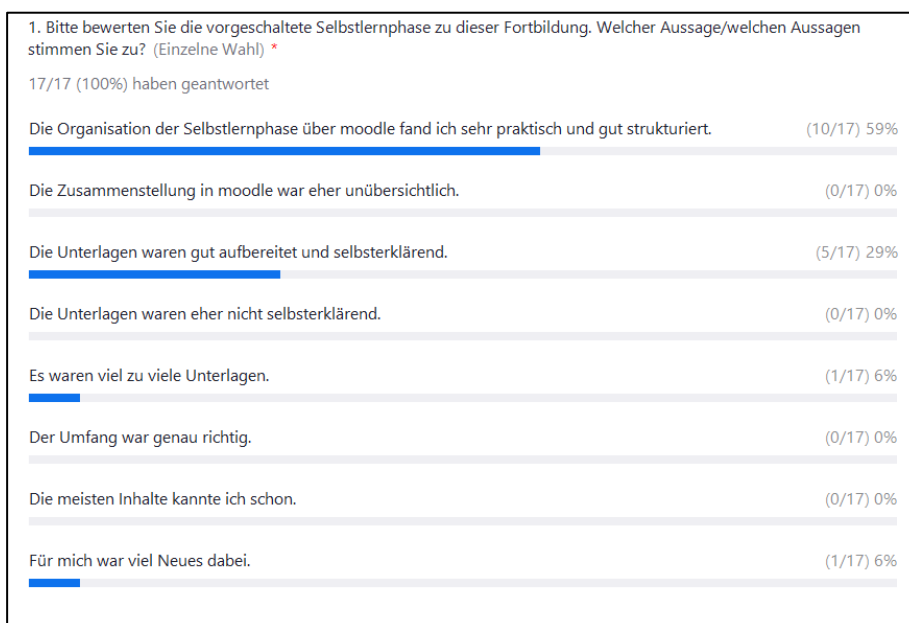 1. Bitte bewerten Sie die vorgeschaltete Selbstlernphase zu dieser Fortbildung. Welcher Aussage/welchen Aussagen
stimmen Sie zu? (Einzelne Wahl) *
17/17 (100%) haben geantwortet
Die Organisation der Selbstlernphase über moodle fand ich sehr praktisch und gut strukturiert. (10/17) 59%
Die Zusammenstellung in moodle war eher unübersichtlich. (0/17) 0%
Die Unterlagen waren gut aufbereitet und selbsterklärend. (5/17) 29%
Die Unterlagen waren eher nicht selbsterklärend. (0/17) 0%
Es waren viel zu viele Unterlagen. (1/17) 6%
Der Umfang war genau richtig. (0/17) 0%
Die meisten Inhalte kannte ich schon. (0/17) 0%
Für mich war viel Neues dabei. (1/17) 6%